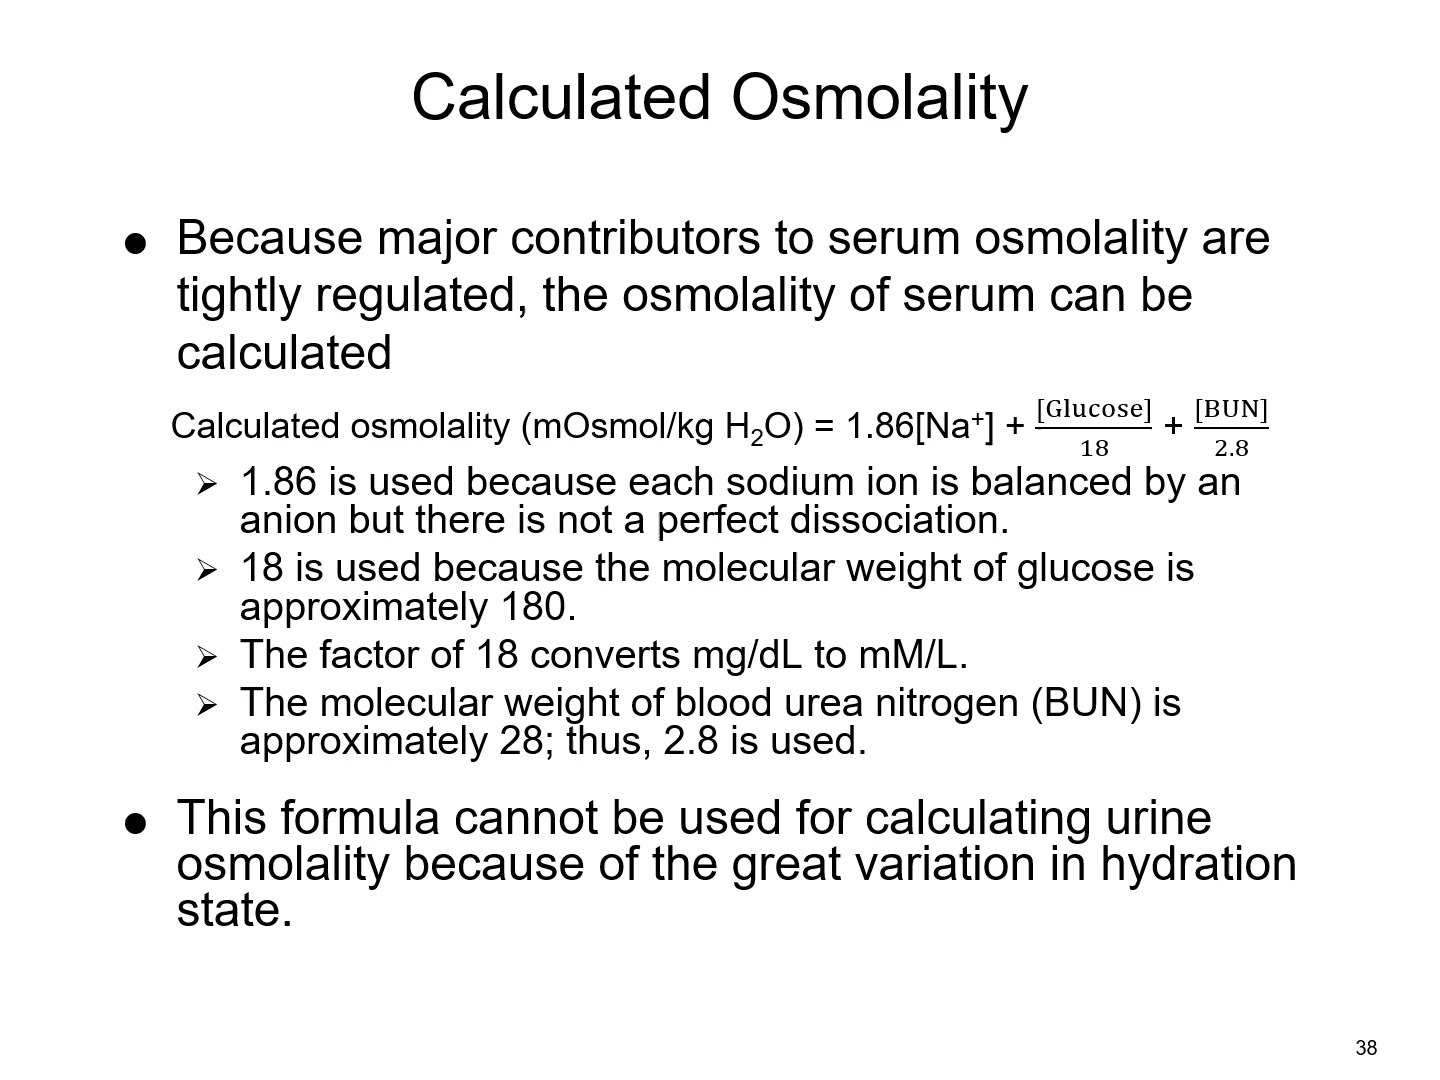 Calculated Osmolality
● Because major contributors to serum osmolality are
tightly regulated, the osmolality of serum can be
calculated
Calculated osmolality (mOsmol/kg H₂O) = 1.86[Na⁺] + [Glucose]/18 + [BUN]/2.8
➢ 1.86 is used because each sodium ion is balanced by an
anion but there is not a perfect dissociation.
➢ 18 is used because the molecular weight of glucose is
approximately 180.
➢ The factor of 18 converts mg/dL to mM/L.
➢ The molecular weight of blood urea nitrogen (BUN) is
approximately 28; thus, 2.8 is used.
● This formula cannot be used for calculating urine
osmolality because of the great variation in hydration
state.
38